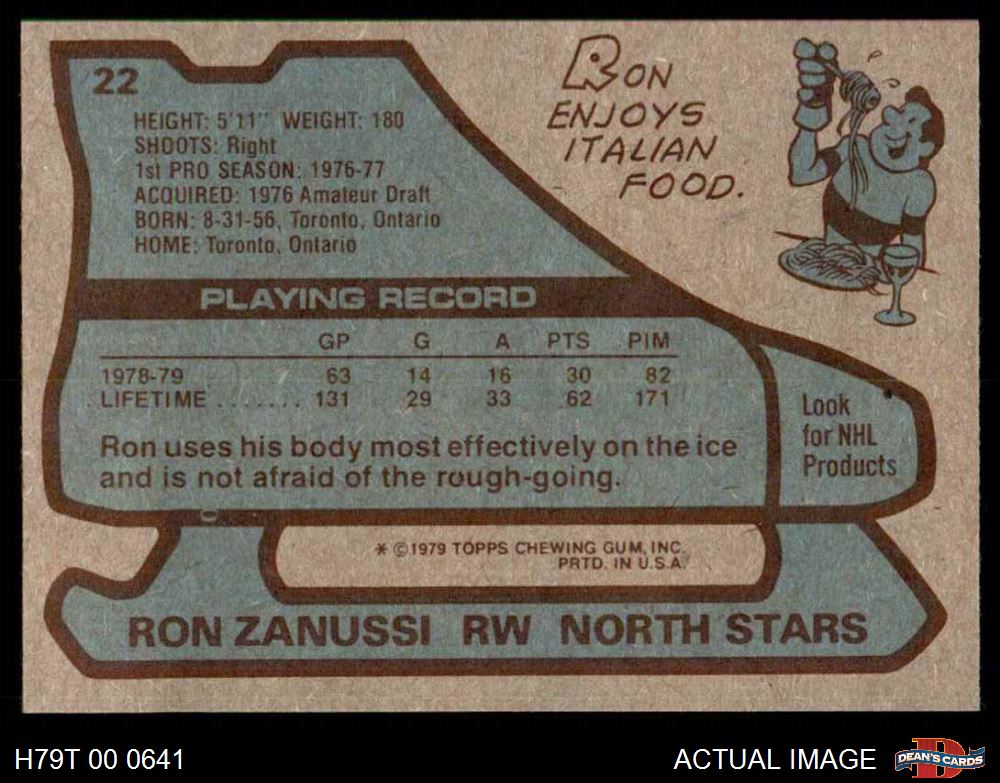 22
HEIGHT: 5'11" WEIGHT: 180
SHOOTS: Right
1st PRO SEASON: 1976-77
ACQUIRED: 1976 Amateur Draft
BORN: 8-31-56, Toronto, Ontario
HOME: Toronto, Ontario
RON
ENJOYS
ITALIAN
FOOD.
PLAYING RECORD
GP G A PTS PIM
1978-79 63 14 16 30 82
LIFETIME ........ 131 29 33 62 171
Ron uses his body most effectively on the ice
and is not afraid of the rough-going.
Look
for NHL
Products
* ©1979 TOPPS CHEWING GUM, INC.
PRTD. IN U.S.A.
RON ZANUSSI RW NORTH STARS
H79T 00 0641
ACTUAL IMAGE
D
DEAN'S CARDS